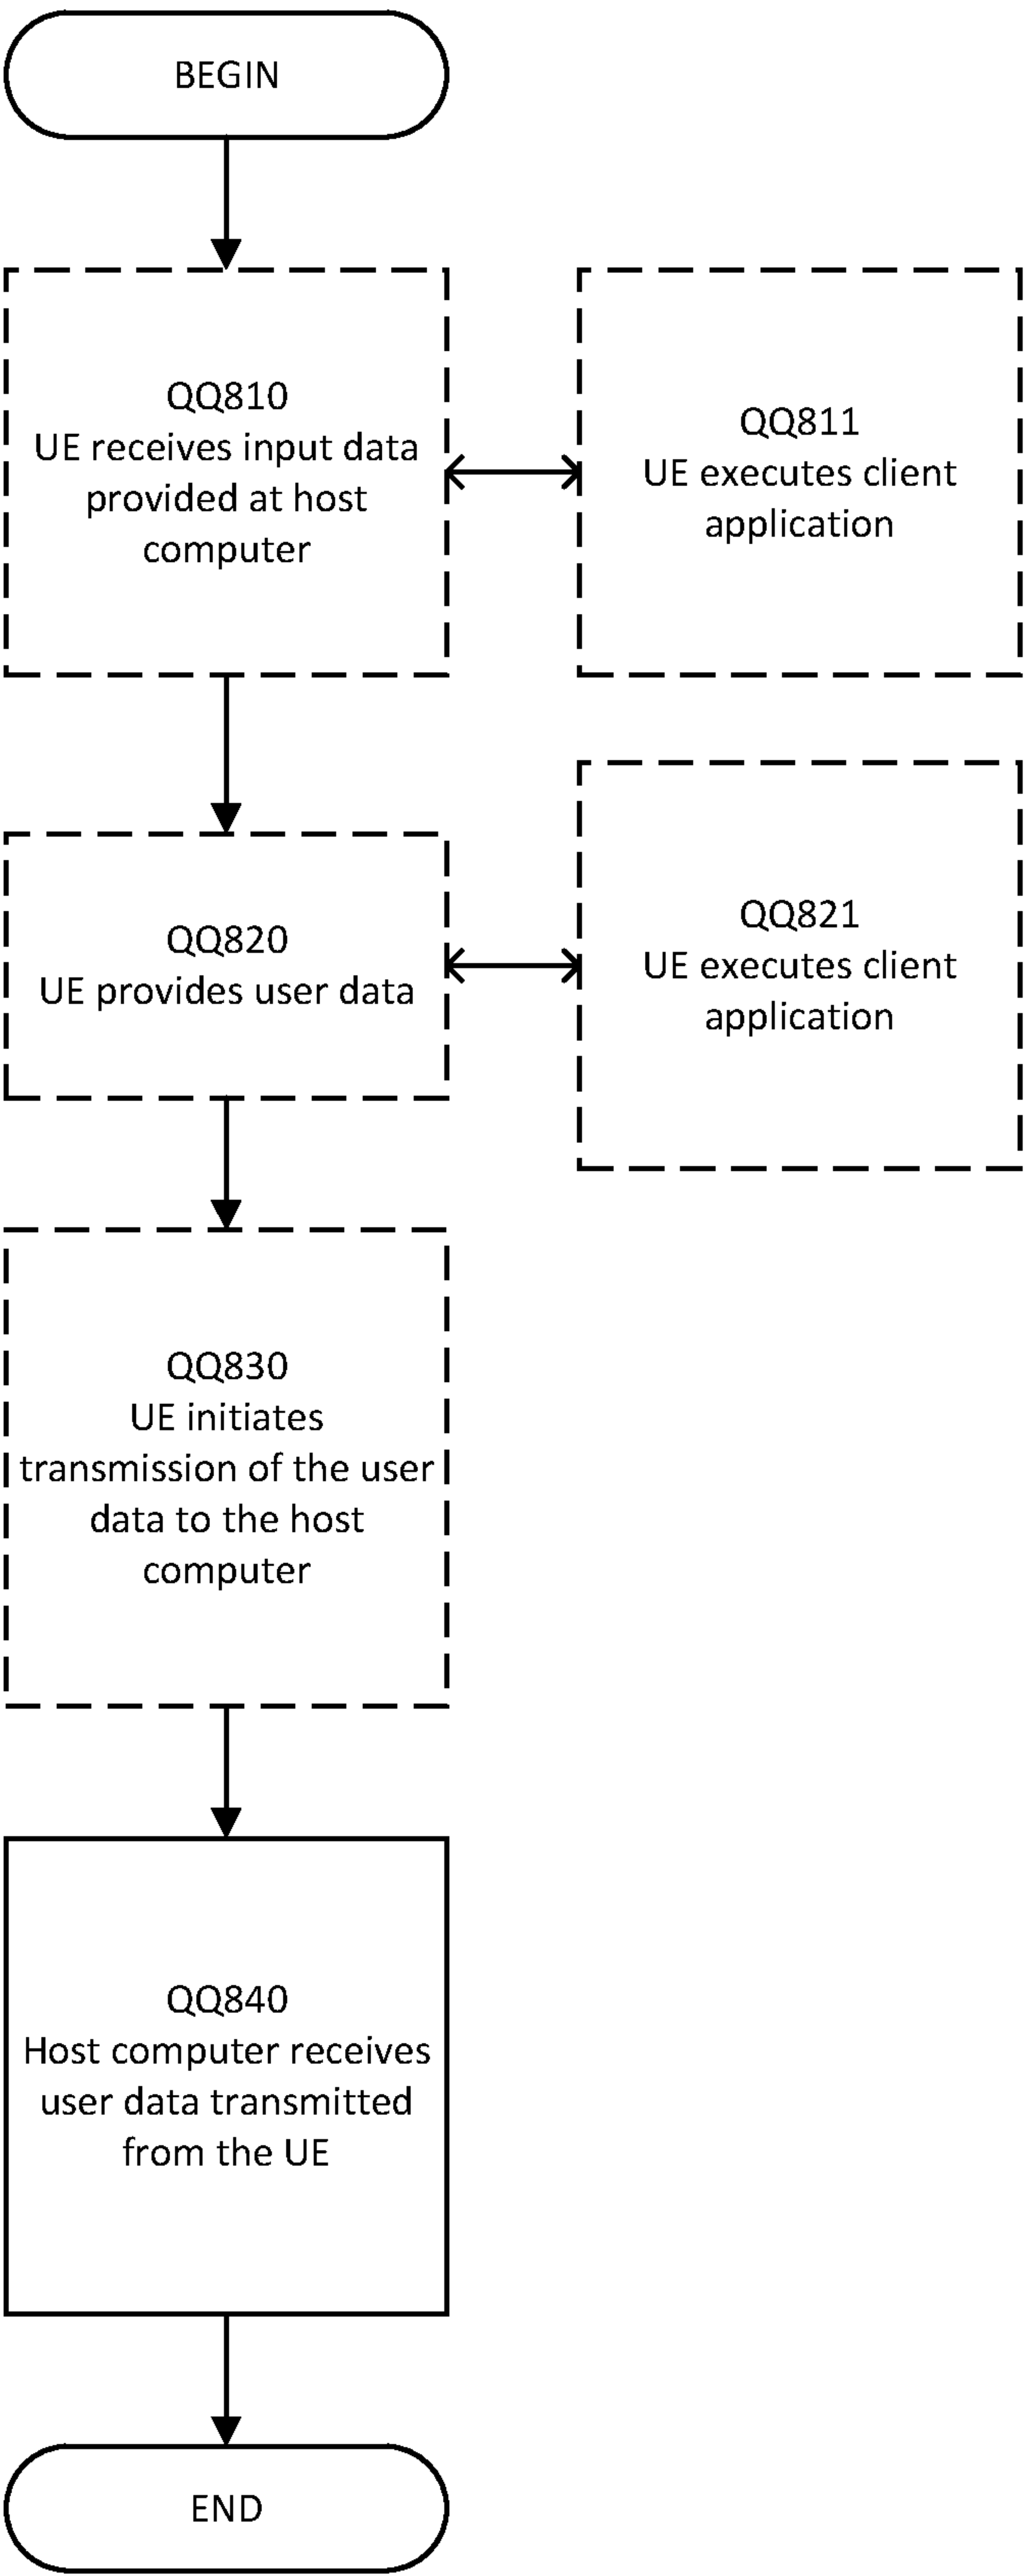 BEGIN
QQ810
UE receives input data
provided at host
computer
QQ811
UE executes client
application
QQ820
UE provides user data
QQ821
UE executes client
application
QQ830
UE initiates
transmission of the user
data to the host
computer
QQ840
Host computer receives
user data transmitted
from the UE
END